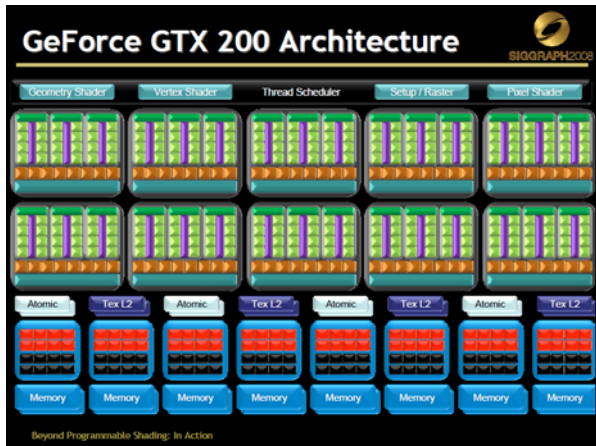 GeForce GTX 200 Architecture
SIGGRAPH2008
Geometry Shader Vertex Shader Thread Scheduler Setup / Raster Pixel Shader
Atomic Tex L2 Atomic Tex L2 Atomic Tex L2 Atomic Tex L2
Memory Memory Memory Memory Memory Memory Memory Memory
Beyond Programmable Shading: In Action